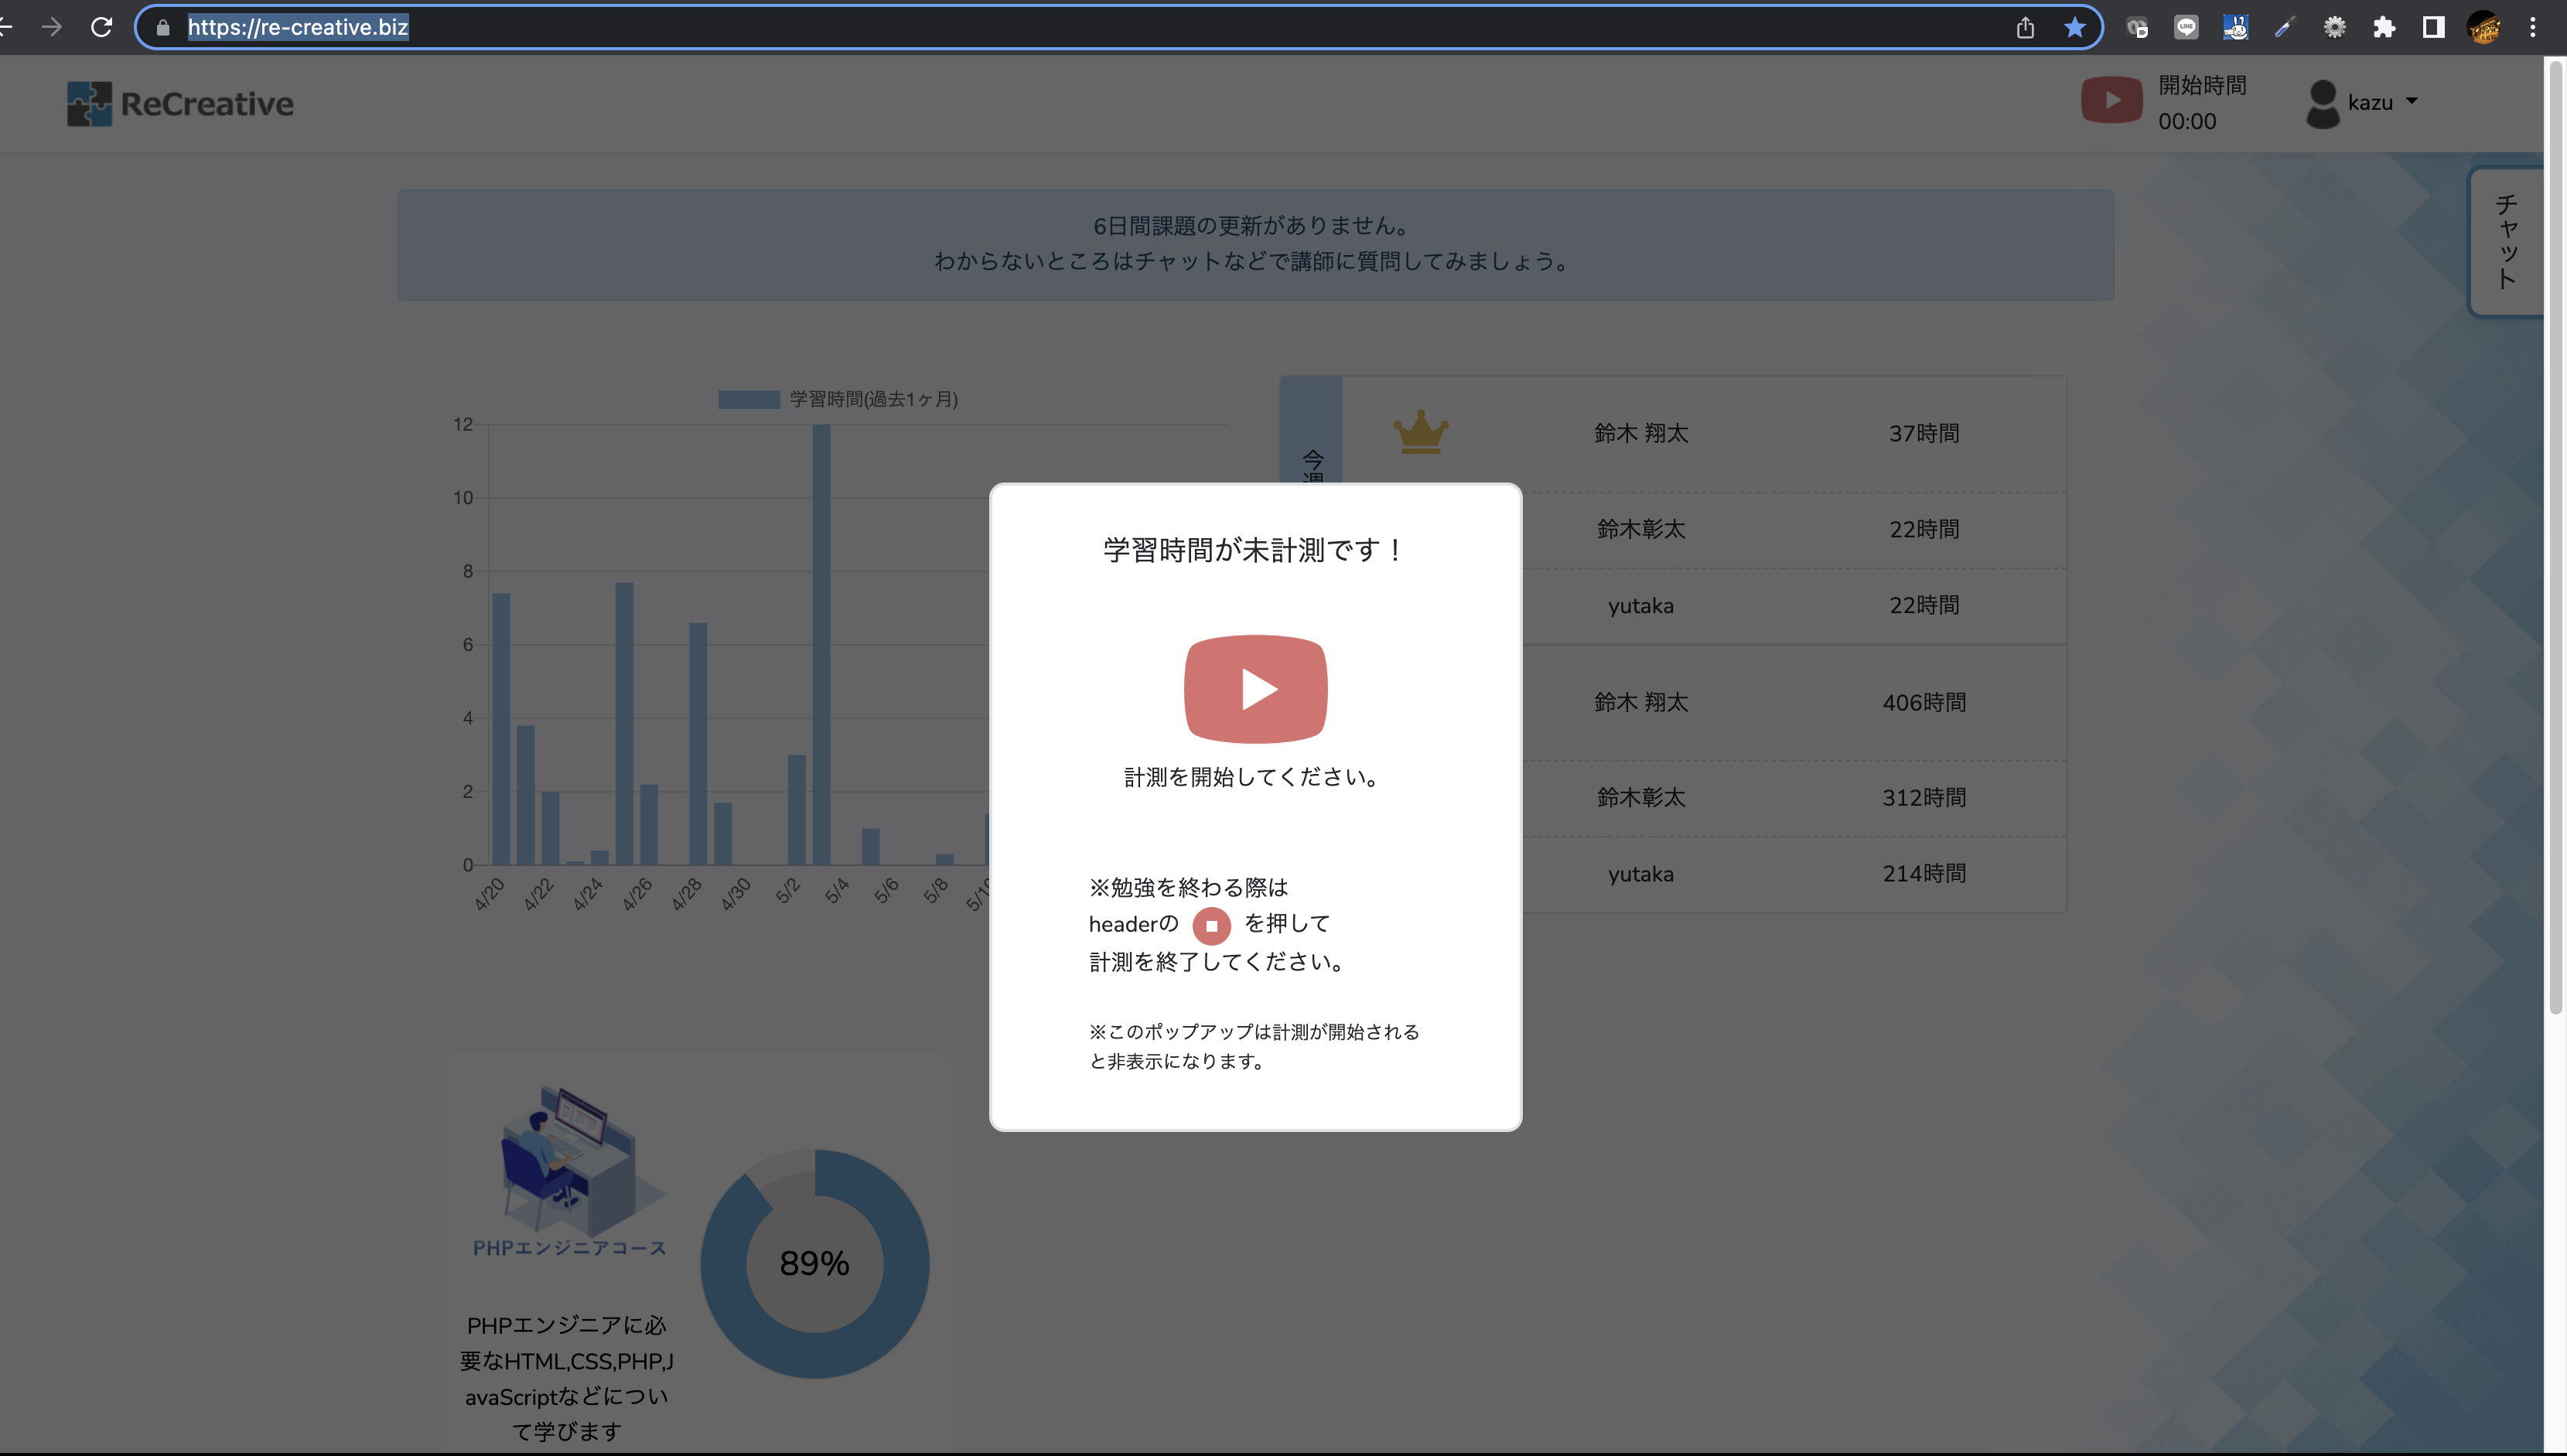 https://re-creative.biz
ReCreative
開始時間
00:00
kazu
チャット
6日間課題の更新がありません。
わからないところはチャットなどで講師に質問してみましょう。
学習時間(過去1ヶ月)
12
10
8
6
4
2
0
4/20
4/22
4/24
4/26
4/28
4/30
5/2
5/4
5/6
5/8
今週
鈴木 翔太 37時間
鈴木彰太 22時間
yutaka 22時間
鈴木 翔太 406時間
鈴木彰太 312時間
yutaka 214時間
学習時間が未計測です！
計測を開始してください。
※勉強を終わる際は
headerの を押して
計測を終了してください。
※このポップアップは計測が開始される
と非表示になります。
PHPエンジニアコース
89%
PHPエンジニアに必
要なHTML,CSS,PHP,J
avaScriptなどについ
て学びます